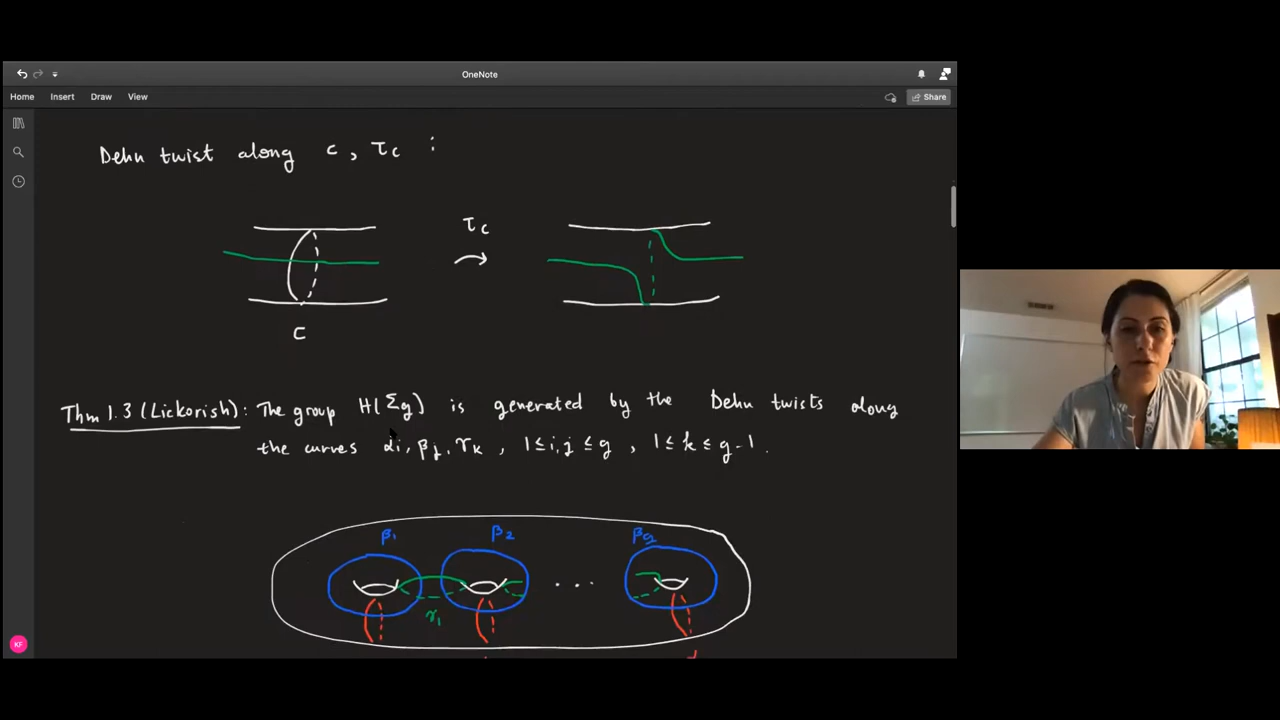 OneNote
Home Insert Draw View Share
Dehn twist along c, τc :
τc
c
Thm 1.3 (Lickorish): The group H(Σg) is generated by the Dehn twists along
the curves αi, βj, γk, 1≤i,j≤g, 1≤k≤g-1.
β1 β2 βg
γ1
KF